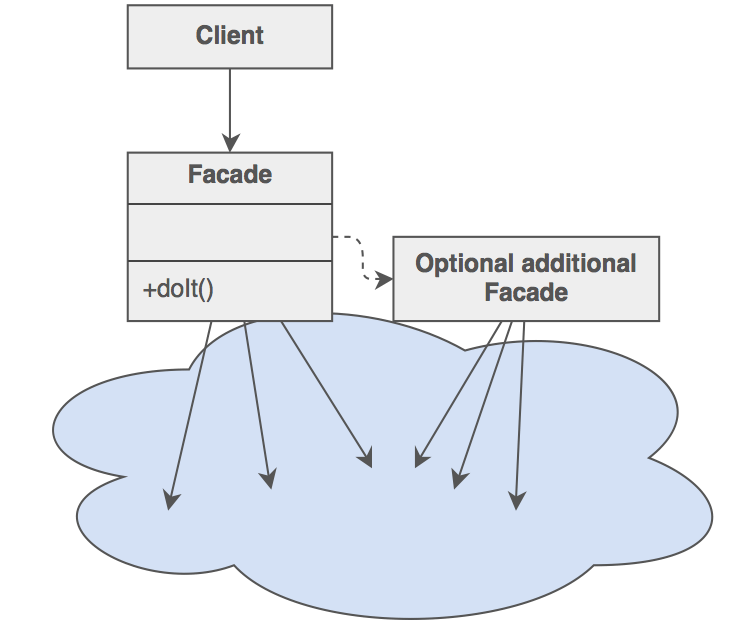 Client
Facade
+doIt()
Optional additional
Facade